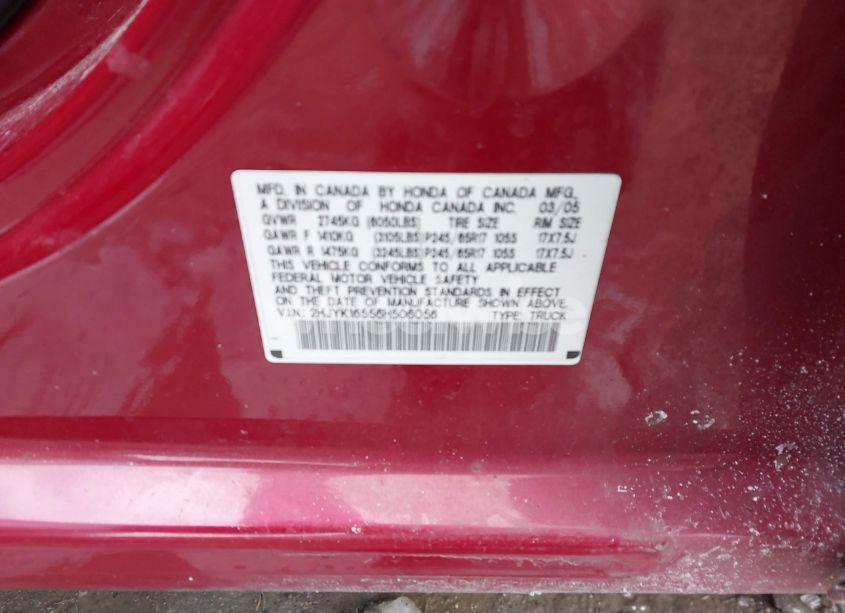 MFD. IN CANADA BY HONDA OF CANADA MFG.,
A DIVISION OF HONDA CANADA INC. 03/05
GVWR 2745KG (6050LBS) TIRE SIZE RIM SIZE
GAWR F 1410KG (3105LBS) P245/65R17 105S 17X7.5J
GAWR R 1475KG (3245LBS) P245/65R17 105S 17X7.5J
THIS VEHICLE CONFORMS TO ALL APPLICABLE
FEDERAL MOTOR VEHICLE SAFETY
AND THEFT PREVENTION STANDARDS IN EFFECT
ON THE DATE OF MANUFACTURE SHOWN ABOVE.
V.I.N.: 2HJYK16556H506056 TYPE: TRUCK